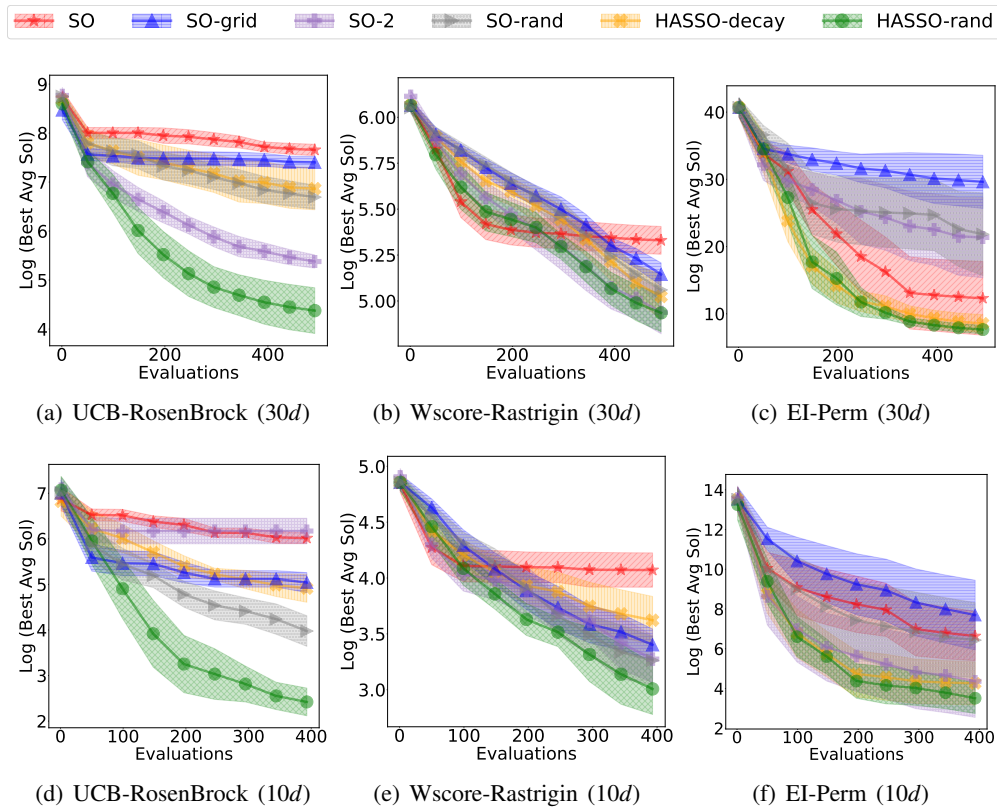 SO SO-grid SO-2 SO-rand HASSO-decay HASSO-rand
9
8
7
6
5
4
Log (Best Avg Sol)
0 200 400
Evaluations
(a) UCB-RosenBrock (30d)
6.00
5.75
5.50
5.25
5.00
Log (Best Avg Sol)
0 200 400
Evaluations
(b) Wscore-Rastrigin (30d)
40
30
20
10
Log (Best Avg Sol)
0 200 400
Evaluations
(c) EI-Perm (30d)
7
6
5
4
3
2
Log (Best Avg Sol)
0 100 200 300 400
Evaluations
(d) UCB-RosenBrock (10d)
5.0
4.5
4.0
3.5
3.0
Log (Best Avg Sol)
0 100 200 300 400
Evaluations
(e) Wscore-Rastrigin (10d)
14
12
10
8
6
4
2
Log (Best Avg Sol)
0 100 200 300 400
Evaluations
(f) EI-Perm (10d)